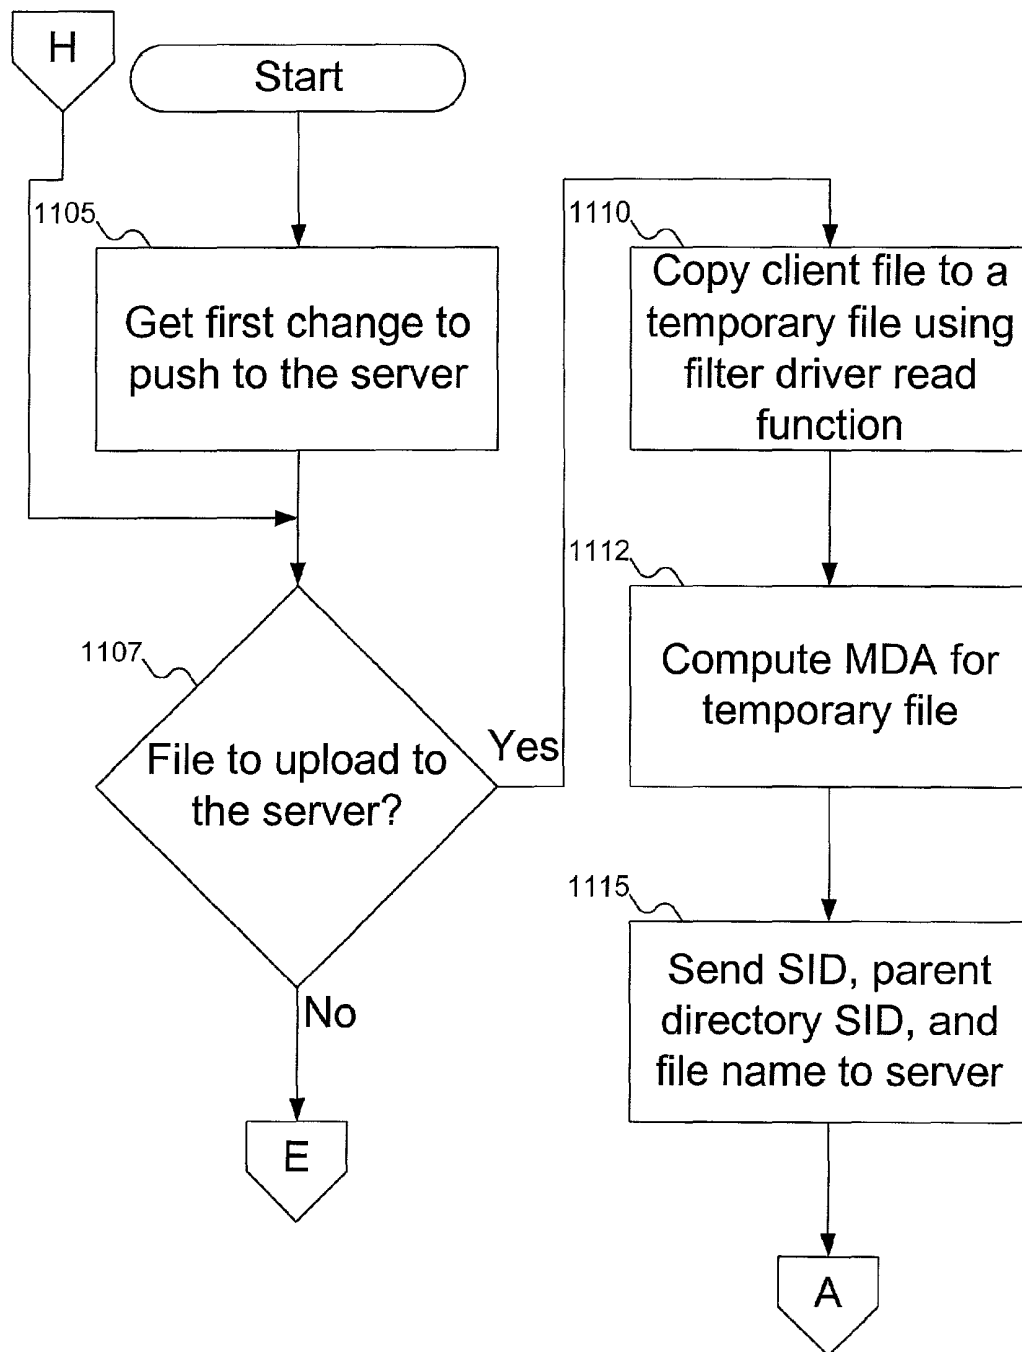 H
Start
1105
Get first change to
push to the server
1107
File to upload to
the server?
Yes
No
E
1110
Copy client file to a
temporary file using
filter driver read
function
1112
Compute MDA for
temporary file
1115
Send SID, parent
directory SID, and
file name to server
A